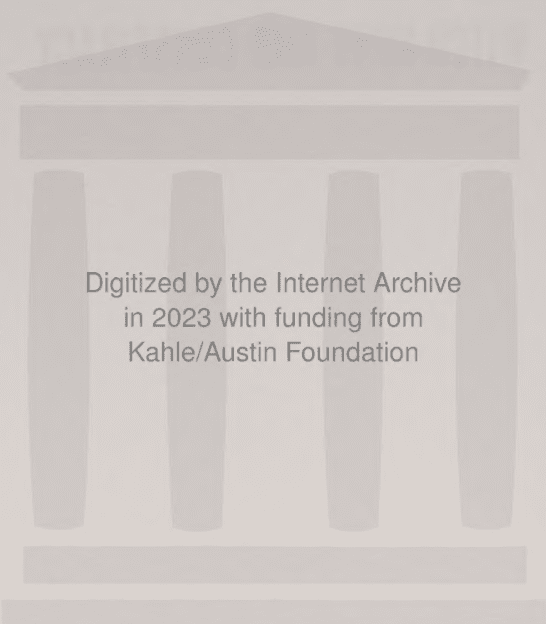 Digitized by the Internet Archive
in 2023 with funding from
Kahle/Austin Foundation